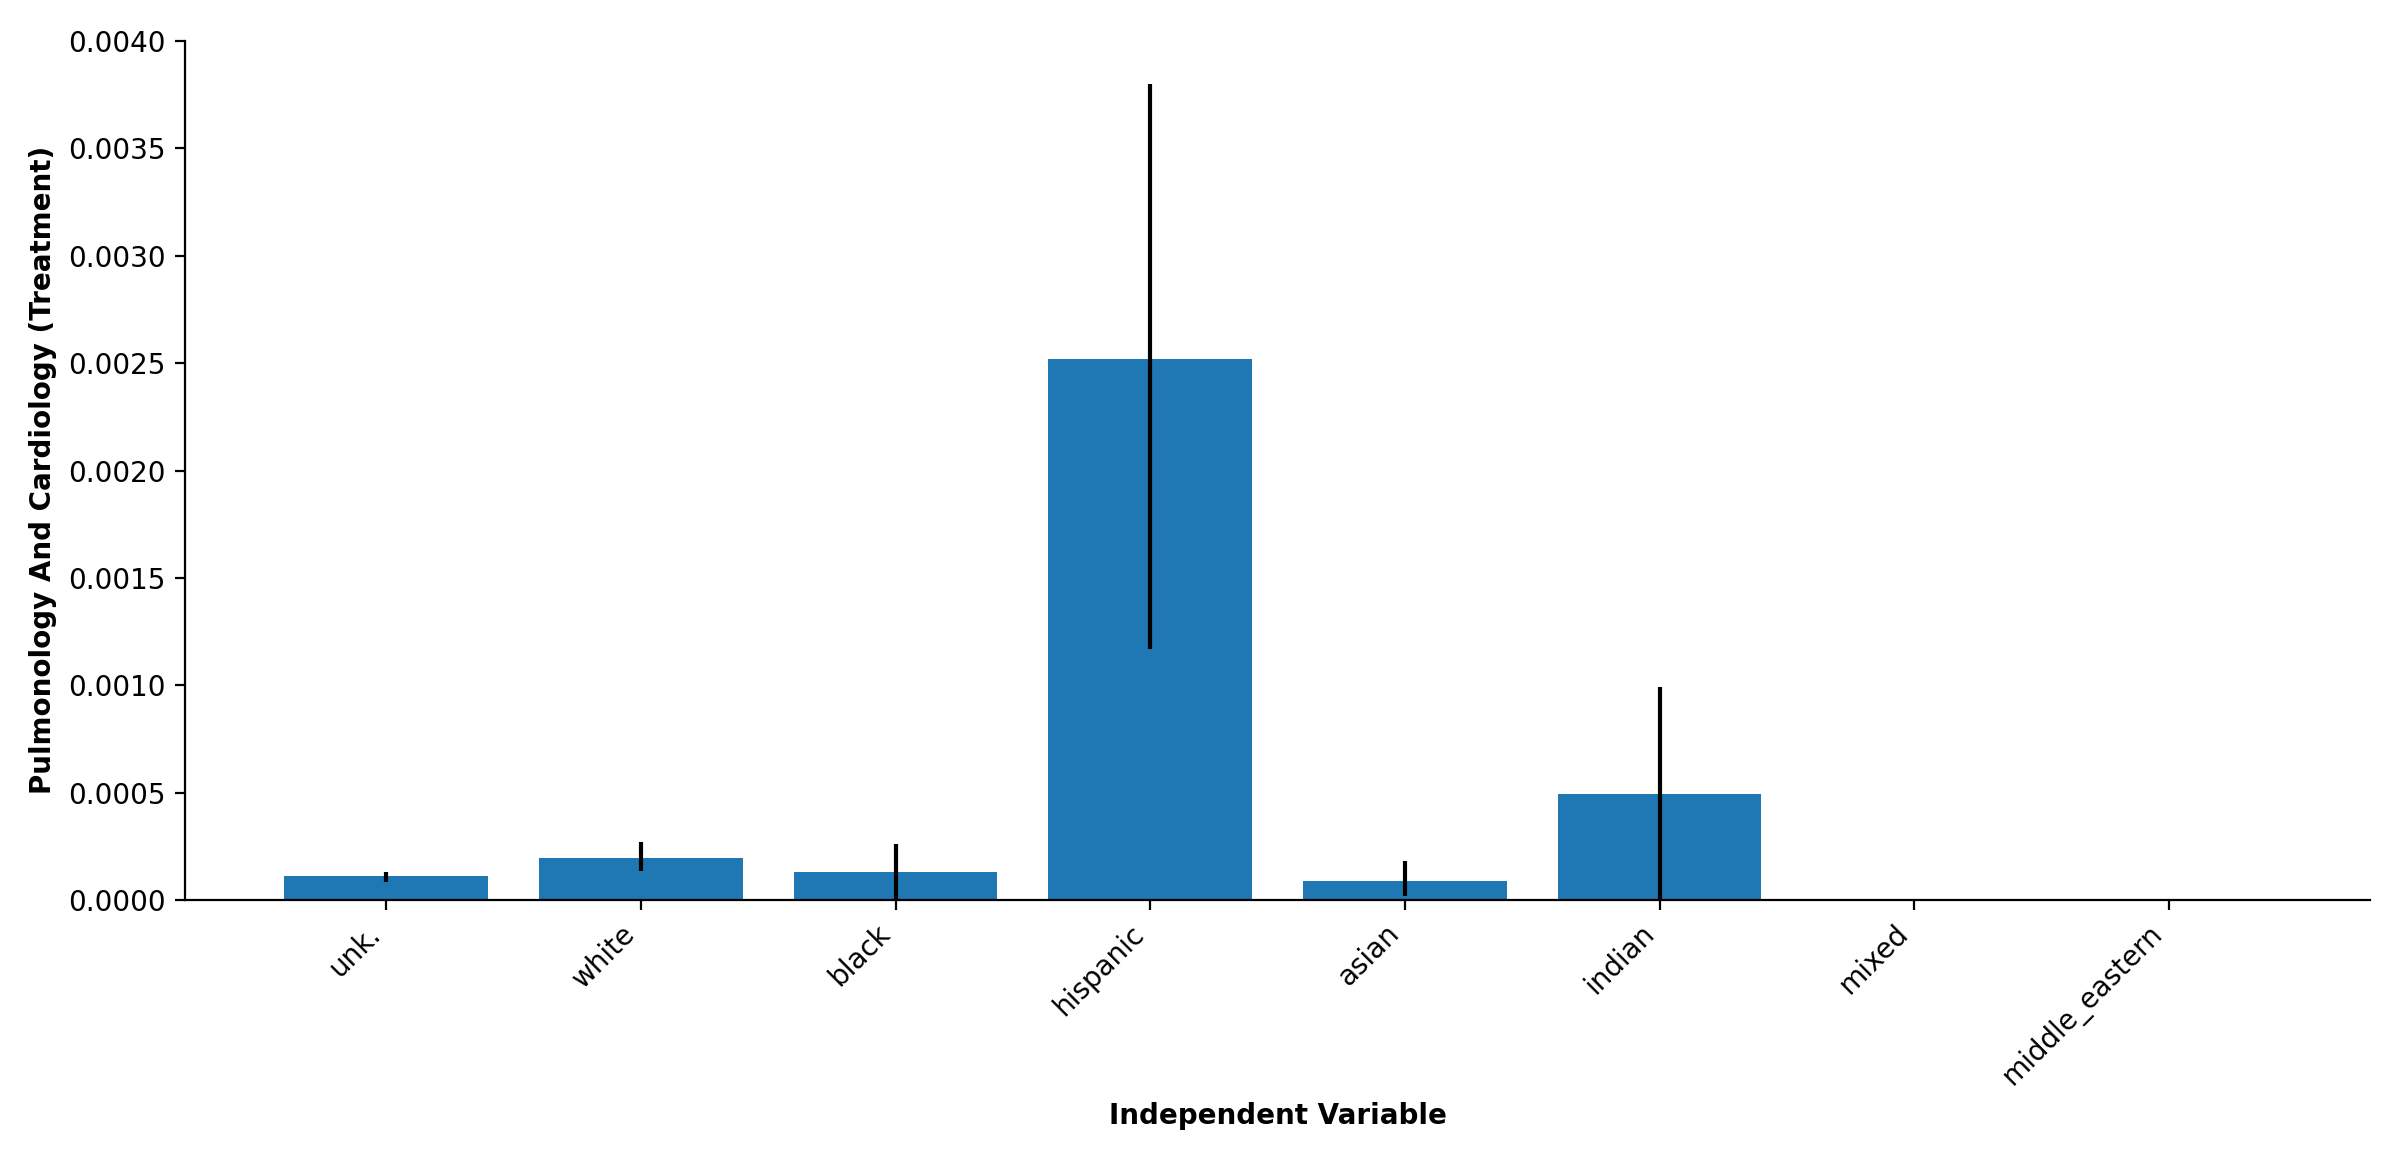 Pulmonology And Cardiology (Treatment)
0.0040
0.0035
0.0030
0.0025
0.0020
0.0015
0.0010
0.0005
0.0000
unk.
white
black
hispanic
asian
indian
mixed
middle_eastern
Independent Variable